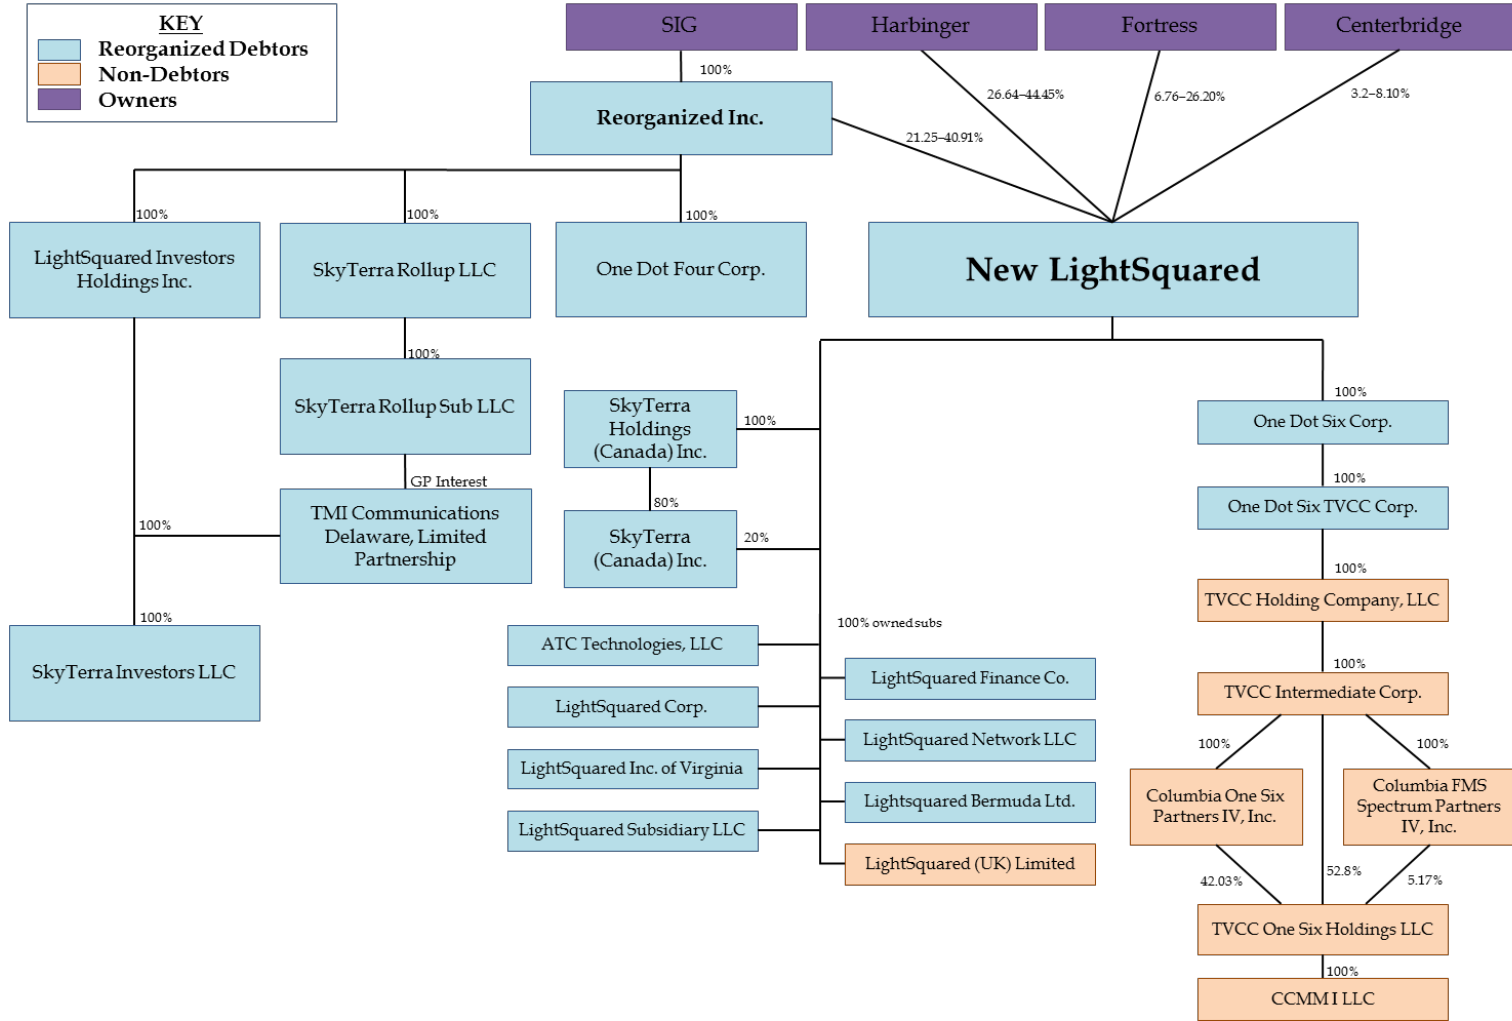 KEY
Reorganized Debtors
Non-Debtors
Owners
SIG
Harbinger
Fortress
Centerbridge
100%
26.64–44.45%
6.76–26.20%
3.2–8.10%
Reorganized Inc.
21.25–40.91%
100%
100%
100%
LightSquared Investors
Holdings Inc.
SkyTerra Rollup LLC
One Dot Four Corp.
New LightSquared
100%
SkyTerra Rollup Sub LLC
GP Interest
100%
TMI Communications
Delaware, Limited
Partnership
100%
SkyTerra Investors LLC
SkyTerra
Holdings
(Canada) Inc.
100%
80%
SkyTerra
(Canada) Inc.
20%
100% owned subs
ATC Technologies, LLC
LightSquared Finance Co.
LightSquared Corp.
LightSquared Network LLC
LightSquared Inc. of Virginia
Lightsquared Bermuda Ltd.
LightSquared Subsidiary LLC
LightSquared (UK) Limited
100%
One Dot Six Corp.
100%
One Dot Six TVCC Corp.
100%
TVCC Holding Company, LLC
100%
TVCC Intermediate Corp.
100%
100%
Columbia One Six
Partners IV, Inc.
Columbia FMS
Spectrum Partners
IV, Inc.
42.03%
52.8%
5.17%
TVCC One Six Holdings LLC
100%
CCMM I LLC